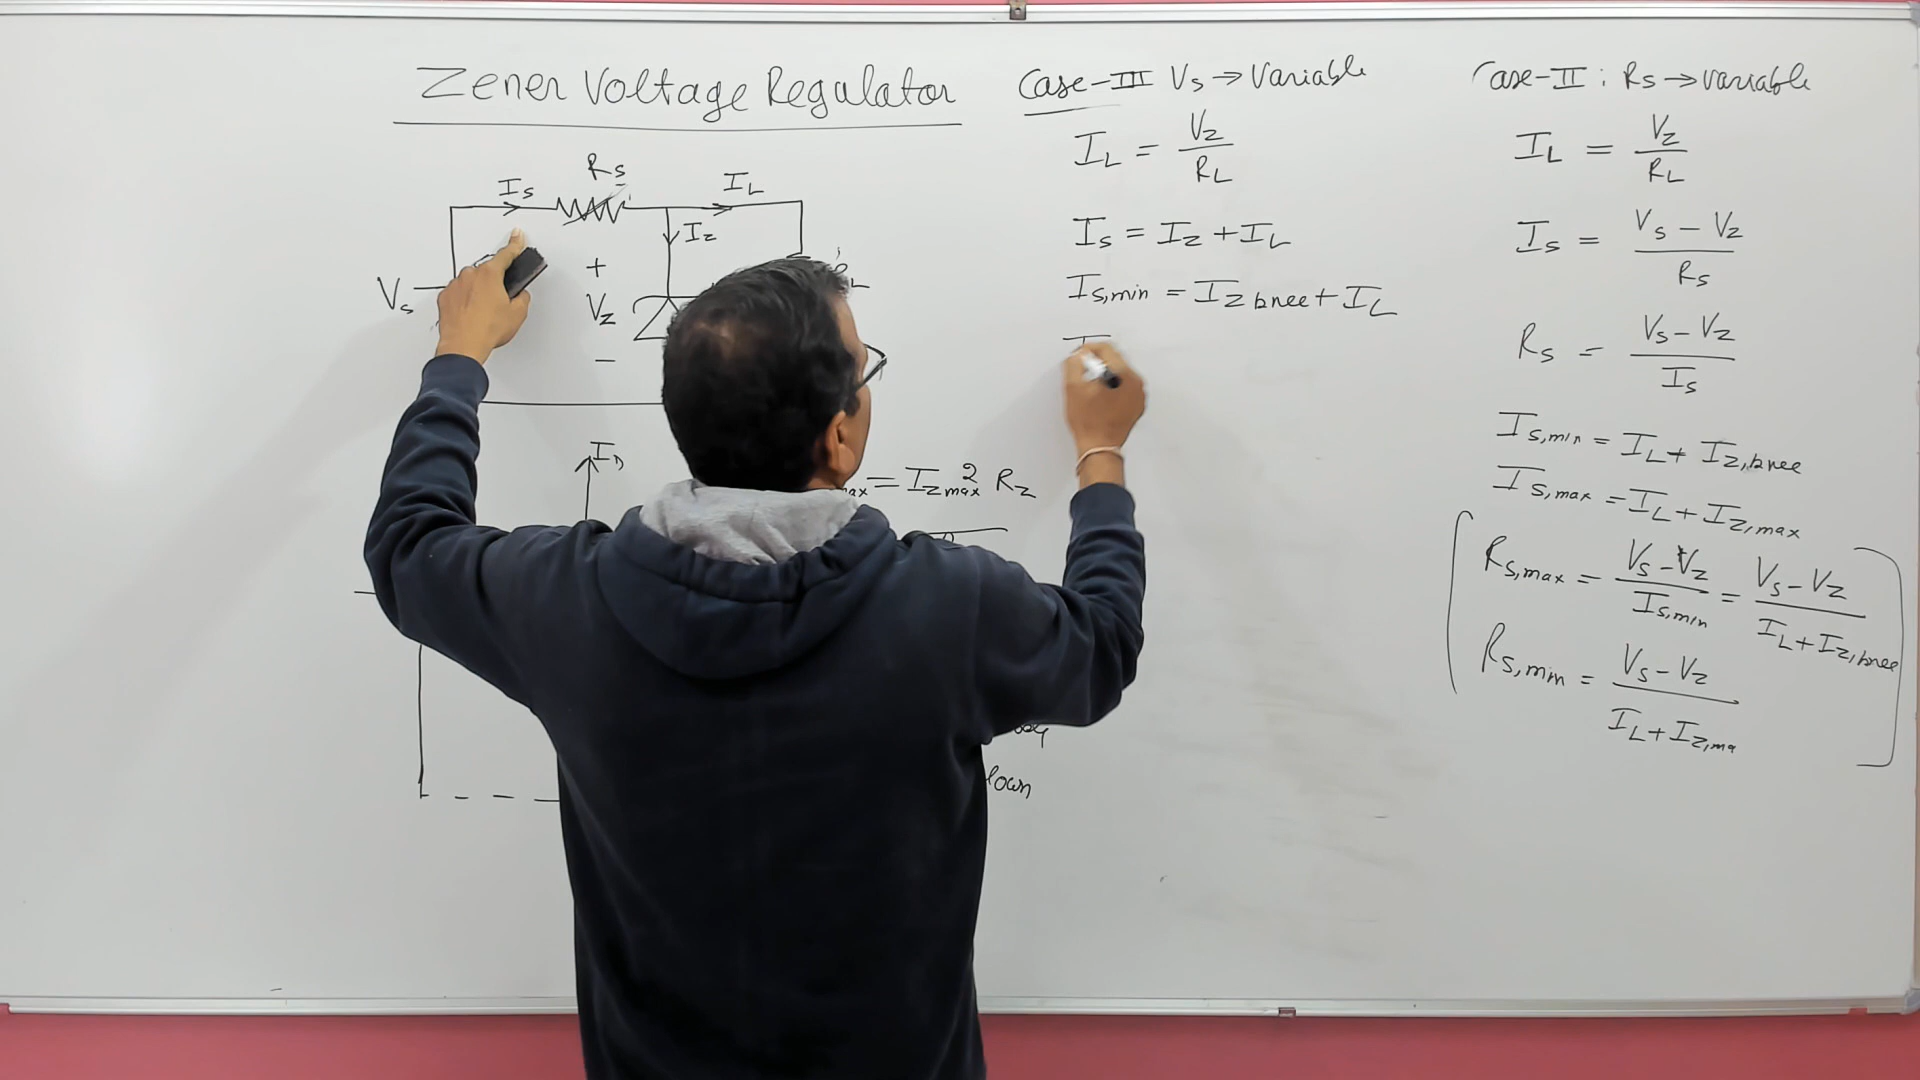 Zener Voltage Regulator
Rs
Is
IL
Iz
+
Vs
Vz
−
ID
= Izmax² Rz
Case-III Vs → Variable
IL = Vz / RL
Is = Iz + IL
Is,min = Iz knee + IL
I
Case-II : Rs → variable
IL = Vz / RL
Is = Vs − Vz / Rs
Rs = Vs − Vz / Is
Is,min = IL + Iz,knee
Is,max = IL + Iz,max
Rs,max = Vs − Vz / Is,min = Vs − Vz / IL + Iz,knee
Rs,min = Vs − Vz / IL + Iz,ma